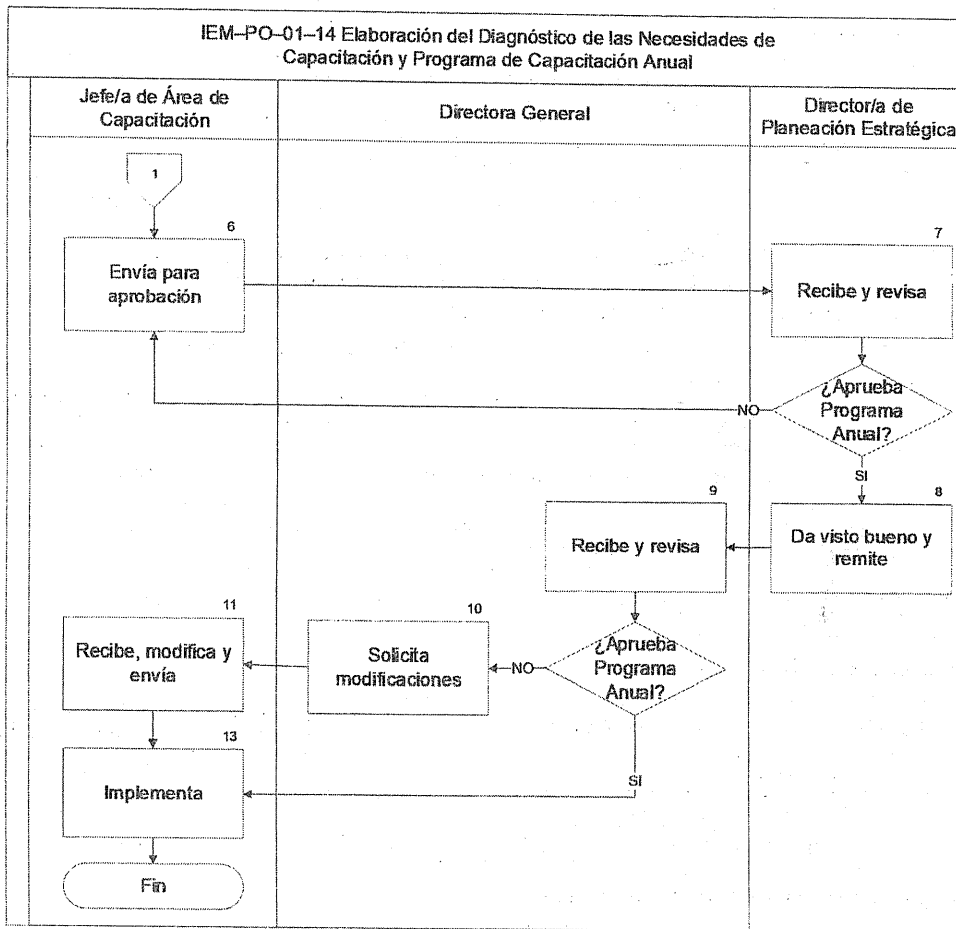 IEM–PO–01–14 Elaboración del Diagnóstico de las Necesidades de
Capacitación y Programa de Capacitación Anual
Jefe/a de Área de
Capacitación
Directora General
Director/a de
Planeación Estratégica
1
6
Envía para
aprobación
7
Recibe y revisa
¿Aprueba
Programa
Anual?
NO
SI
8
Da visto bueno y
remite
9
Recibe y revisa
¿Aprueba
Programa
Anual?
NO
10
Solicita
modificaciones
11
Recibe, modifica y
envía
SI
13
Implementa
Fin